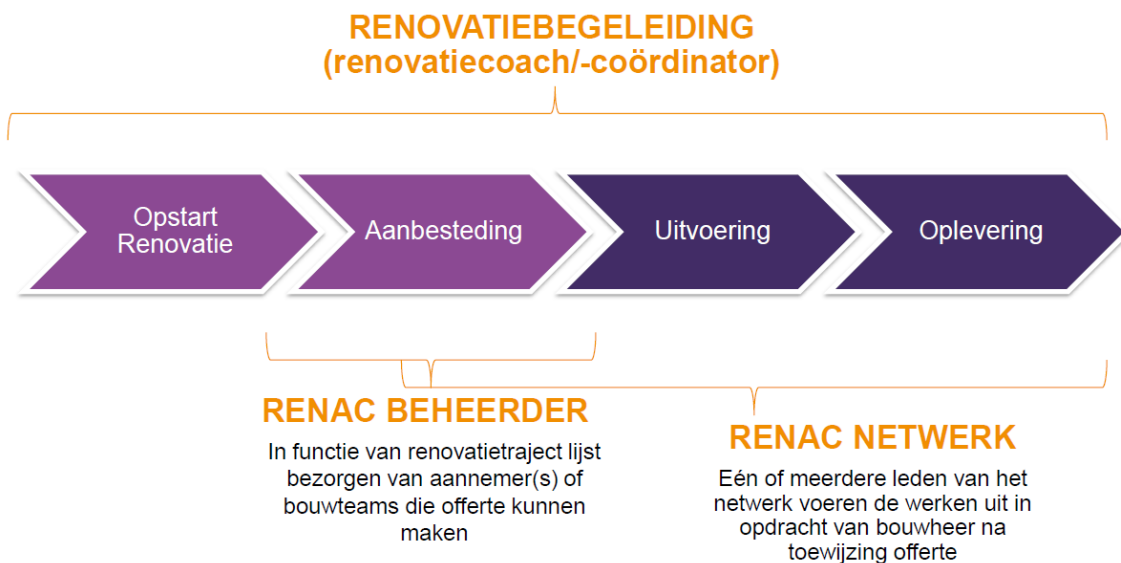 RENOVATIEBEGELEIDING
(renovatiecoach/-coördinator)
Opstart
Renovatie
Aanbesteding
Uitvoering
Oplevering
RENAC BEHEERDER
In functie van renovatietraject lijst
bezorgen van aannemer(s) of
bouwteams die offerte kunnen
maken
RENAC NETWERK
Eén of meerdere leden van het
netwerk voeren de werken uit in
opdracht van bouwheer na
toewijzing offerte